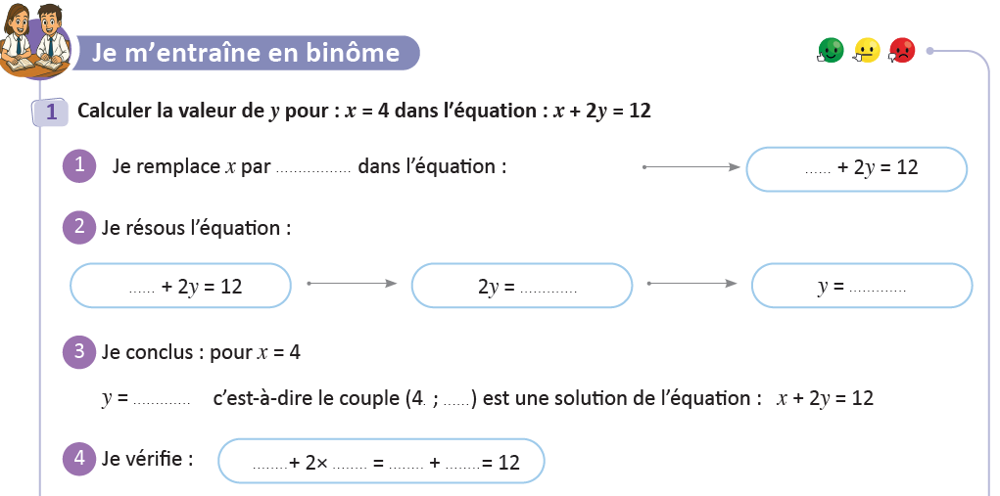 Je m’entraîne en binôme
1 Calculer la valeur de y pour : x = 4 dans l’équation : x + 2y = 12
1 Je remplace x par ................. dans l’équation : ...... + 2y = 12
2 Je résous l’équation :
...... + 2y = 12 2y = ............. y = .............
3 Je conclus : pour x = 4
y = ............. c’est-à-dire le couple (4. ; ......) est une solution de l’équation : x + 2y = 12
4 Je vérifie : ........ + 2× ........ = ........ + ........ = 12